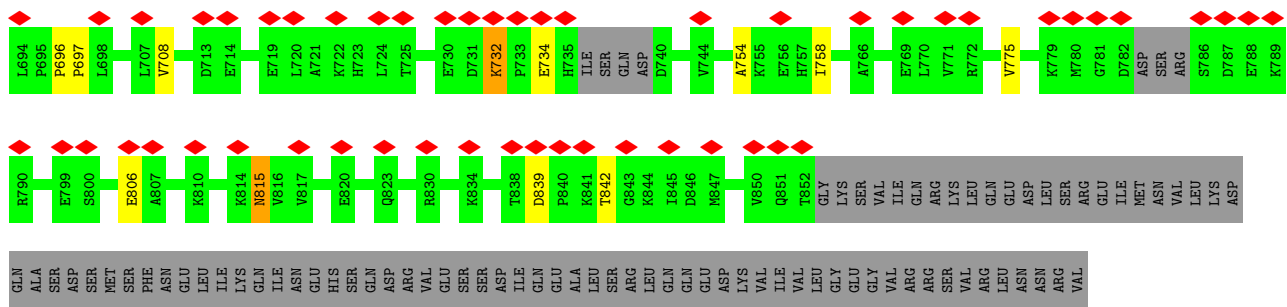 L694 P695 P696 P697 L698 L707 V708 D713 E714 E719 L720 A721 K722 H723 L724 T725 E730 D731 K732 P733 E734 H735 ILE SER GLN ASP D740 V744 A754 K755 E756 H757 I758 A766 E769 L770 V771 R772 V775 K779 M780 G781 D782 ASP SER ARG S786 D787 E788 K789
R790 E799 S800 E806 A807 K810 K814 N815 V816 V817 E820 Q823 R830 K834 T838 D839 P840 K841 T842 G843 K844 I845 D846 M847 V850 Q851 T852 GLY LYS SER VAL ILE GLN ARG LYS LEU GLN GLU ASP LEU SER ARG GLU ILE MET ASN VAL LEU LYS ASP
GLN ALA SER ASP SER MET SER PHE ASN GLU LEU ILE LYS GLN ILE ASN GLU HIS SER GLN ASP ARG VAL GLU SER SER ASP ILE GLN GLU ALA LEU SER ARG LEU GLN GLN GLU ASP LYS VAL ILE VAL LEU GLY GLU GLY VAL ARG ARG SER VAL ARG LEU ASN ASN ARG VAL